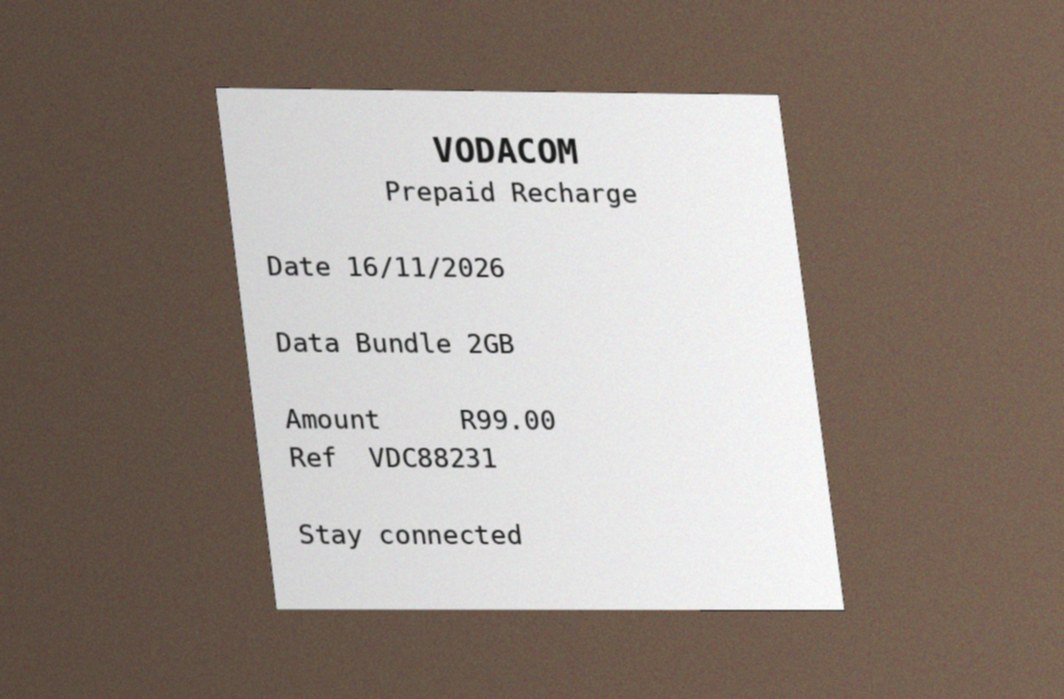 VODACOM
Prepaid Recharge
Date 16/11/2026
Data Bundle 2GB
Amount R99.00
Ref VDC88231
Stay connected